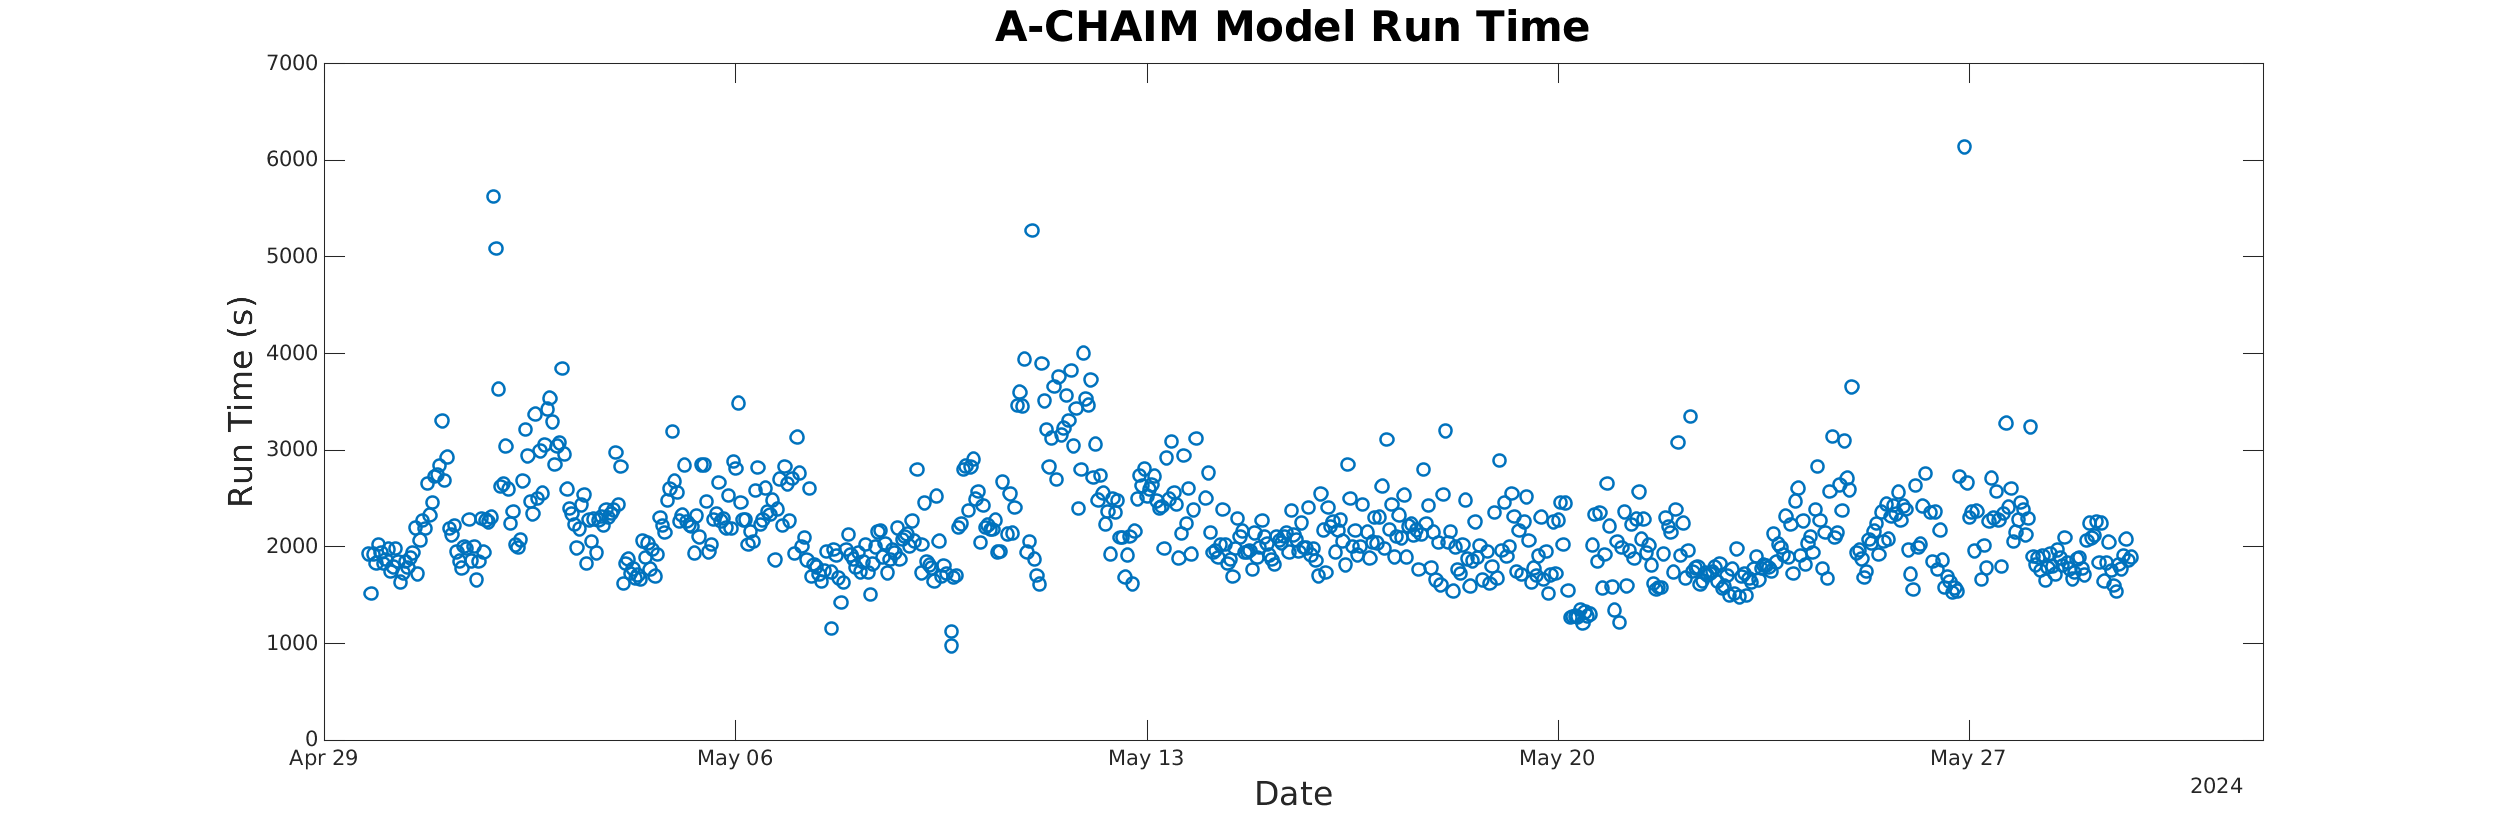 A-CHAIM Model Run Time
7000
6000
5000
4000
3000
2000
1000
0
Run Time (s)
Apr 29 May 06 May 13 May 20 May 27
2024
Date